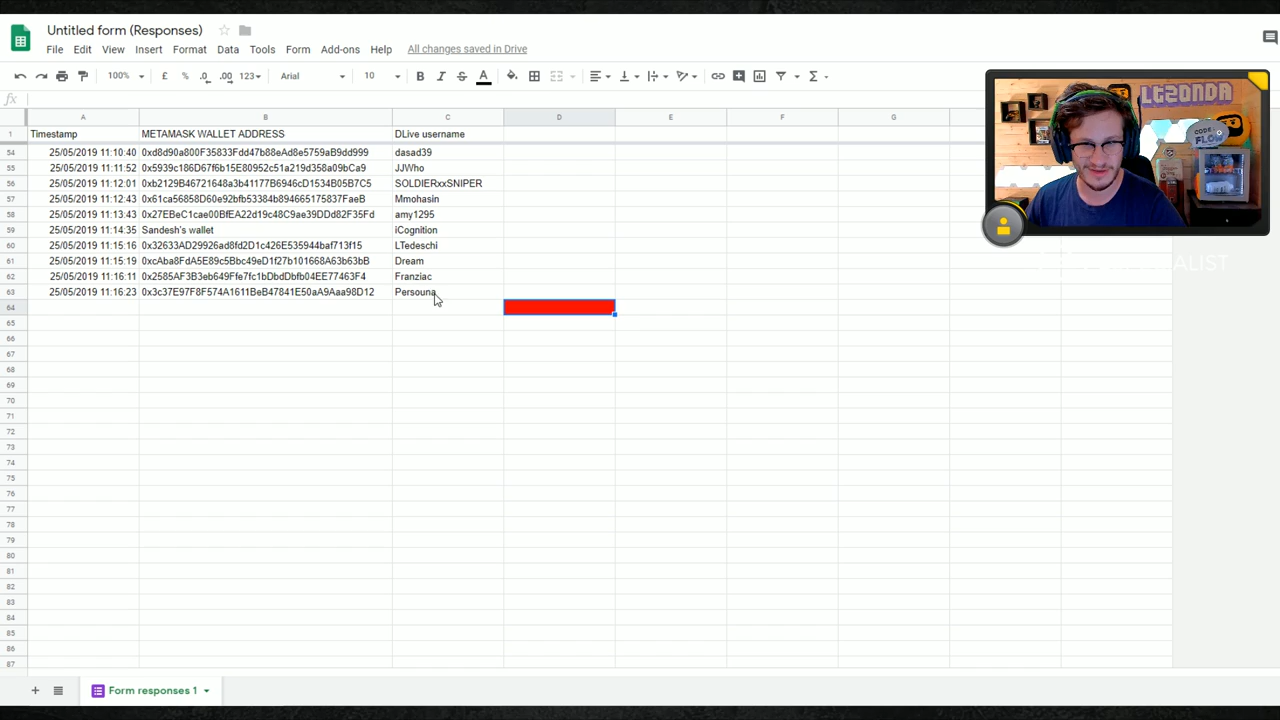 Untitled form (Responses)
File Edit View Insert Format Data Tools Form Add-ons Help All changes saved in Drive
100% £ % .0 .00 123 Arial 10 B I S A Σ
fx
A B C D E F G
1 Timestamp METAMASK WALLET ADDRESS DLive username
54 25/05/2019 11:10:40 0xd8d90a800F35833Fdd47b88eAd8e5759aB9dd999 dasad39
55 25/05/2019 11:11:52 0x5939c186D67f6b15E80952c51a219d358a09bCa9 JJWho
56 25/05/2019 11:12:01 0xb2129B46721648a3b41177B6946cD1534B05B7C5 SOLDIERxxSNIPER
57 25/05/2019 11:12:43 0x61ca56858D60e92bfb53384b894665175837FaeB Mmohasin
58 25/05/2019 11:13:43 0x27EBeC1cae00BfEA22d19c48C9ae39DDd82F35Fd amy1295
59 25/05/2019 11:14:35 Sandesh's wallet iCognition
60 25/05/2019 11:15:16 0x32633AD29926ad8fd2D1c426E535944baf713f15 LTedeschi
61 25/05/2019 11:15:19 0xcAba8FdA5E89c5Bbc49eD1f27b101668A63b63bB Dream
62 25/05/2019 11:16:11 0x2585AF3B3eb649Ffe7fc1bDbdDbfb04EE77463F4 Franziac
63 25/05/2019 11:16:23 0x3c37E97F8F574A1611BeB47841E50aA9Aaa98D12 Persouna
64
65
66
67
68
69
70
71
72
73
74
75
76
77
78
79
80
81
82
83
84
85
86
87
Form responses 1
LTZONDA
CODE
FLOW